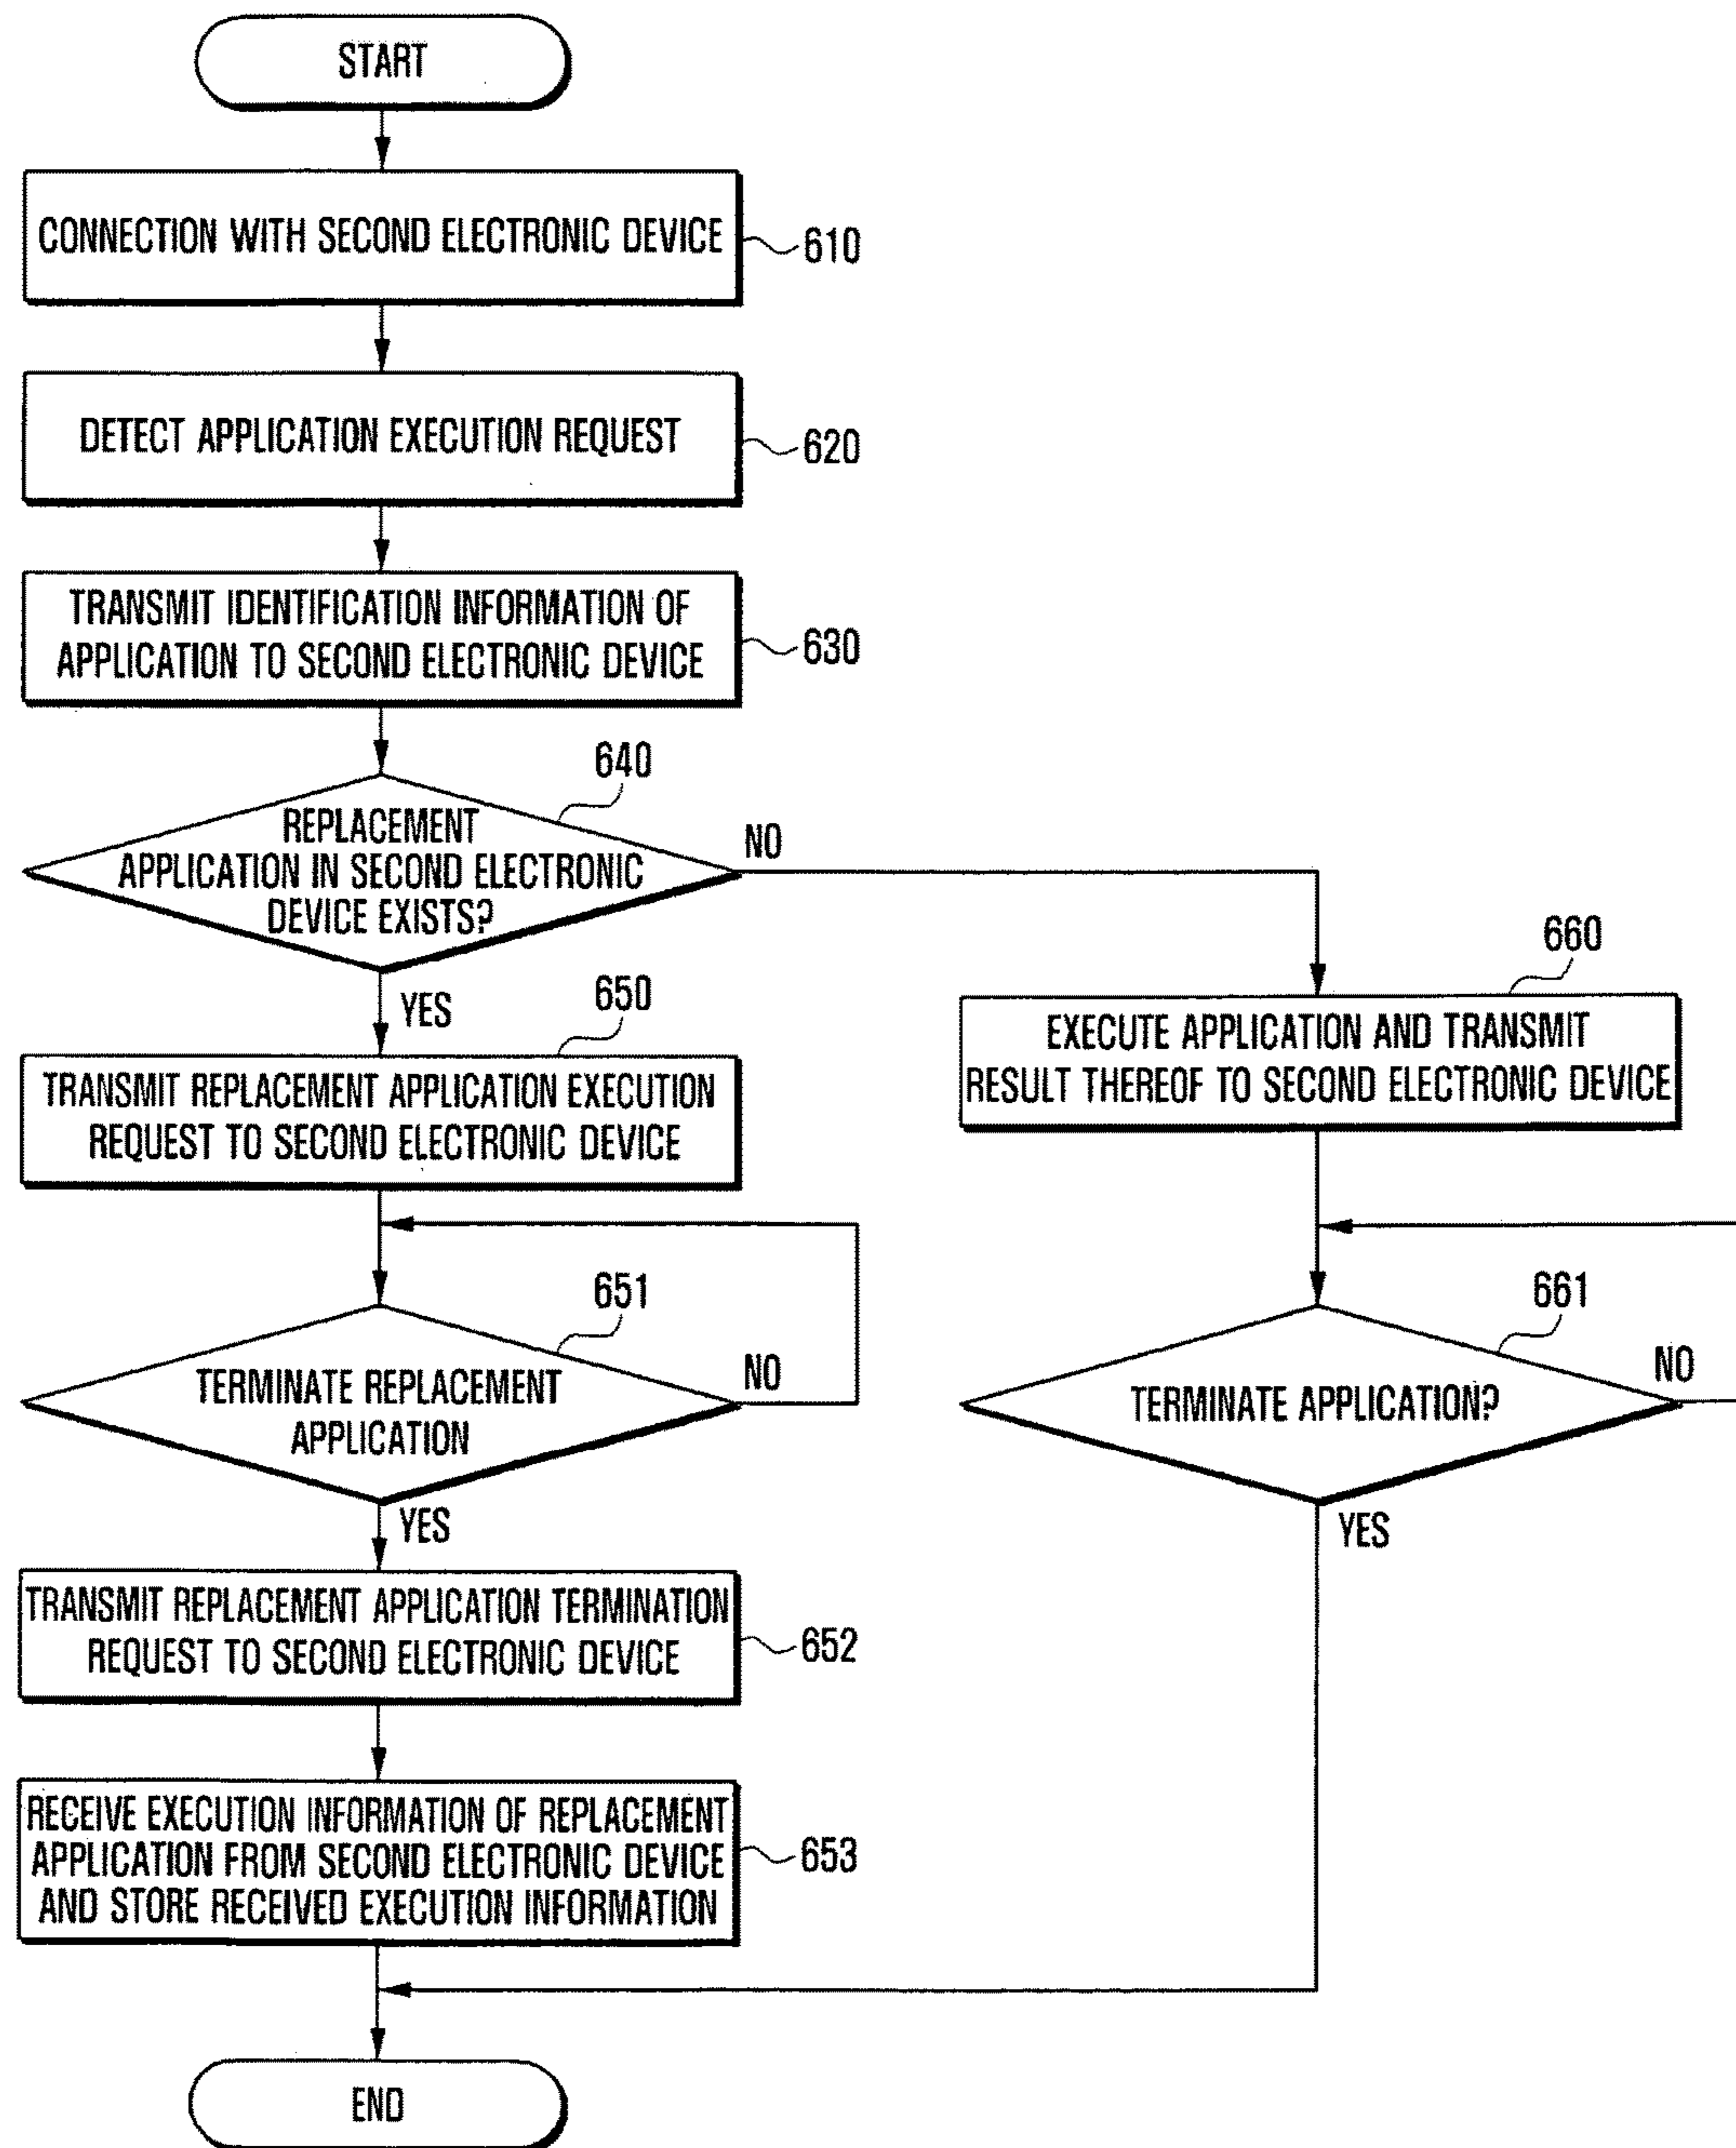 START
CONNECTION WITH SECOND ELECTRONIC DEVICE
610
DETECT APPLICATION EXECUTION REQUEST
620
TRANSMIT IDENTIFICATION INFORMATION OF
APPLICATION TO SECOND ELECTRONIC DEVICE
630
640
REPLACEMENT
APPLICATION IN SECOND ELECTRONIC
DEVICE EXISTS?
NO
YES
650
TRANSMIT REPLACEMENT APPLICATION EXECUTION
REQUEST TO SECOND ELECTRONIC DEVICE
660
EXECUTE APPLICATION AND TRANSMIT
RESULT THEREOF TO SECOND ELECTRONIC DEVICE
651
TERMINATE REPLACEMENT
APPLICATION
NO
YES
661
TERMINATE APPLICATION?
NO
YES
TRANSMIT REPLACEMENT APPLICATION TERMINATION
REQUEST TO SECOND ELECTRONIC DEVICE
652
RECEIVE EXECUTION INFORMATION OF REPLACEMENT
APPLICATION FROM SECOND ELECTRONIC DEVICE
AND STORE RECEIVED EXECUTION INFORMATION
653
END